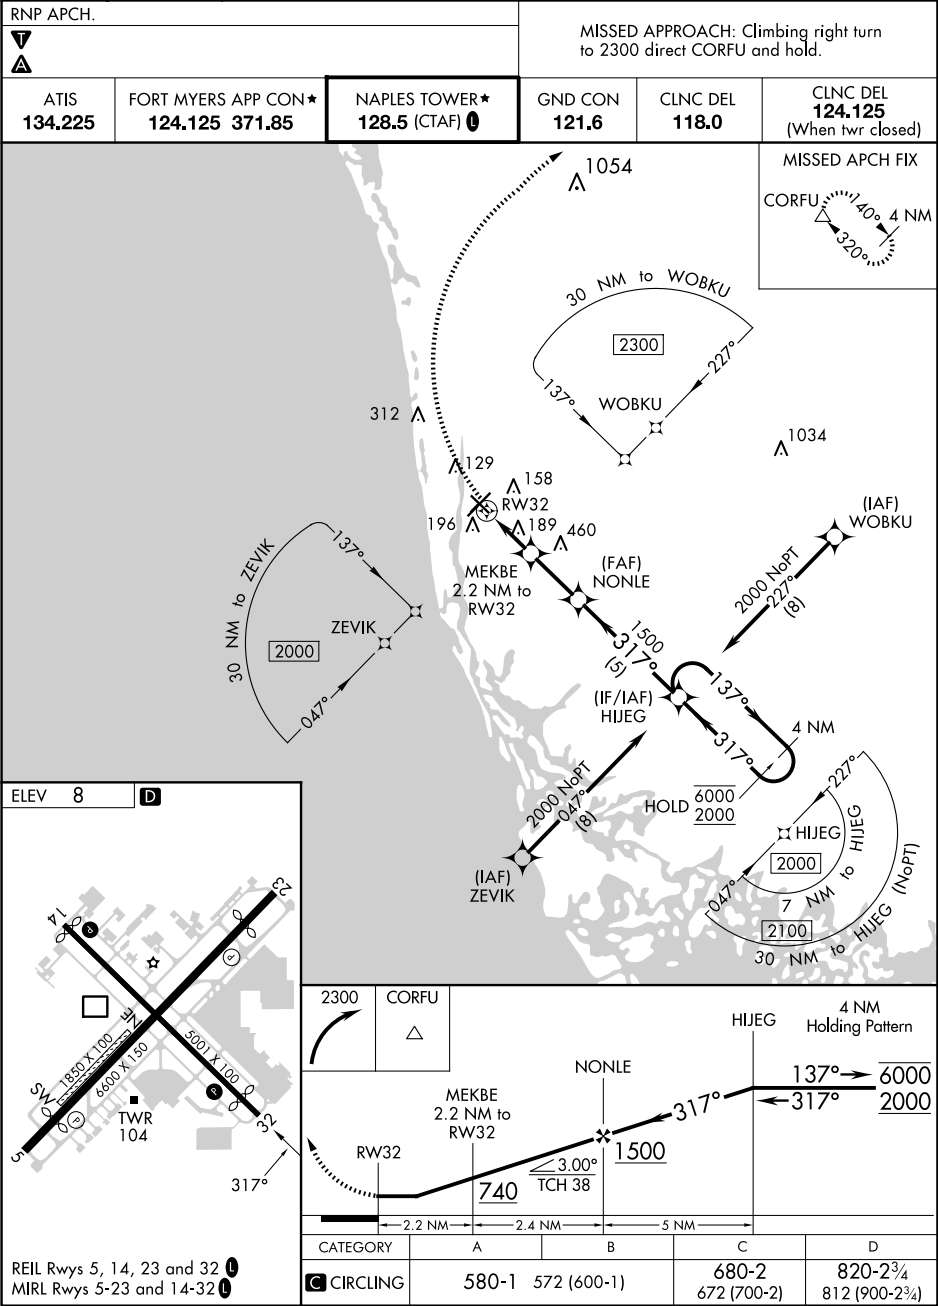 RNP APCH.
T
A
MISSED APPROACH: Climbing right turn
to 2300 direct CORFU and hold.
ATIS
134.225
FORT MYERS APP CON★
124.125 371.85
NAPLES TOWER★
128.5 (CTAF) L
GND CON
121.6
CLNC DEL
118.0
CLNC DEL
124.125
(When twr closed)
MISSED APCH FIX
CORFU
140°
4 NM
320°
1054
30 NM to WOBKU
2300
137°
227°
WOBKU
312
1034
129
158
RW32
196
189
460
(IAF)
WOBKU
MEKBE
2.2 NM to
RW32
(FAF)
NONLE
2000 NoPT
227°
(8)
30 NM to ZEVIK
137°
ZEVIK
2000
047°
1500
317°
(5)
(IF/IAF)
HIJEG
137°
317°
4 NM
HOLD
6000
2000
2000 NoPT
047°
(8)
(IAF)
ZEVIK
227°
HIJEG
2000
047°
7 NM to HIJEG
2100
30 NM to HIJEG (NoPT)
ELEV 8
D
14
23
P
P
NE
1850 X 100
6600 X 150
5001 X 100
SW
P
P
TWR
104
5
32
317°
REIL Rwys 5, 14, 23 and 32 L
MIRL Rwys 5-23 and 14-32 L
2300
CORFU
HIJEG
4 NM
Holding Pattern
NONLE
137°
6000
317°
317°
2000
MEKBE
2.2 NM to
RW32
RW32
1500
3.00°
TCH 38
740
2.2 NM
2.4 NM
5 NM
CATEGORY
A
B
C
D
C CIRCLING
580-1 572 (600-1)
680-2
672 (700-2)
820-2¾
812 (900-2¾)